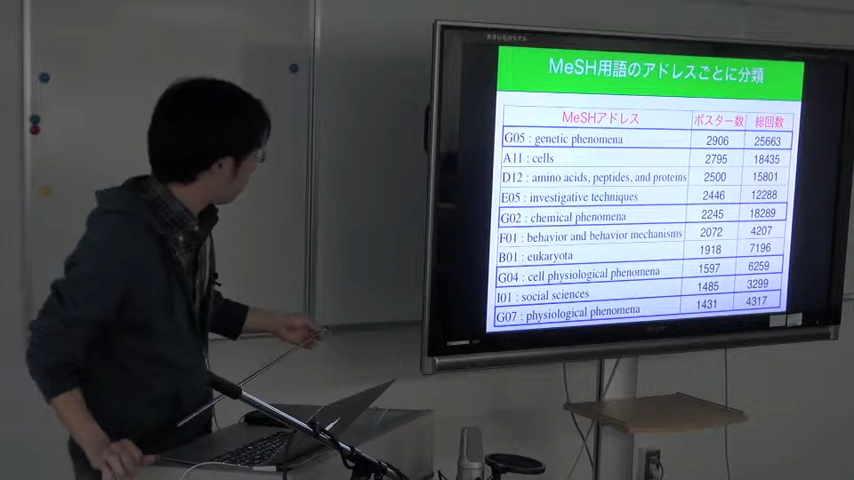 MeSH用語のアドレスごとに分類
MeSHアドレス ポスター数 総回数
G05 : genetic phenomena 2906 25663
A11 : cells 2795 18435
D12 : amino acids, peptides, and proteins 2500 15801
E05 : investigative techniques 2446 12288
G02 : chemical phenomena 2245 18289
F01 : behavior and behavior mechanisms 2072 4207
B01 : eukaryota 1918 7196
G04 : cell physiological phenomena 1597 6259
I01 : social sciences 1485 3299
G07 : physiological phenomena 1431 4317